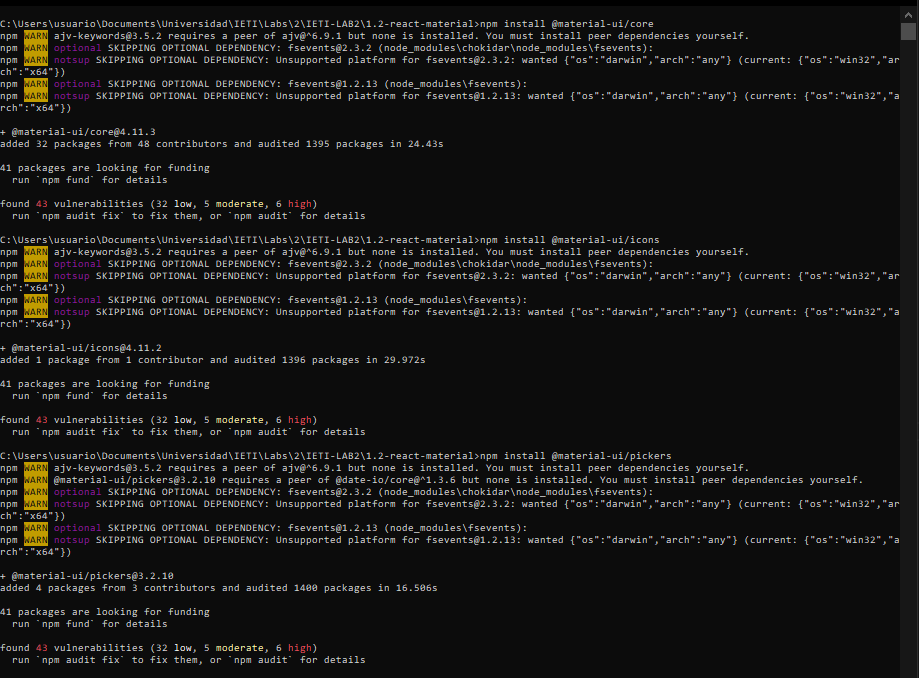 C:\Users\usuario\Documents\Universidad\IETI\Labs\2\IETI-LAB2\1.2-react-material>npm install @material-ui/core
npm WARN ajv-keywords@3.5.2 requires a peer of ajv@^6.9.1 but none is installed. You must install peer dependencies yourself.
npm WARN optional SKIPPING OPTIONAL DEPENDENCY: fsevents@2.3.2 (node_modules\chokidar\node_modules\fsevents):
npm WARN notsup SKIPPING OPTIONAL DEPENDENCY: Unsupported platform for fsevents@2.3.2: wanted {"os":"darwin","arch":"any"} (current: {"os":"win32","ar
ch":"x64"})
npm WARN optional SKIPPING OPTIONAL DEPENDENCY: fsevents@1.2.13 (node_modules\fsevents):
npm WARN notsup SKIPPING OPTIONAL DEPENDENCY: Unsupported platform for fsevents@1.2.13: wanted {"os":"darwin","arch":"any"} (current: {"os":"win32","a
rch":"x64"})

+ @material-ui/core@4.11.3
added 32 packages from 48 contributors and audited 1395 packages in 24.43s

41 packages are looking for funding
  run `npm fund` for details

found 43 vulnerabilities (32 low, 5 moderate, 6 high)
  run `npm audit fix` to fix them, or `npm audit` for details

C:\Users\usuario\Documents\Universidad\IETI\Labs\2\IETI-LAB2\1.2-react-material>npm install @material-ui/icons
npm WARN ajv-keywords@3.5.2 requires a peer of ajv@^6.9.1 but none is installed. You must install peer dependencies yourself.
npm WARN optional SKIPPING OPTIONAL DEPENDENCY: fsevents@2.3.2 (node_modules\chokidar\node_modules\fsevents):
npm WARN notsup SKIPPING OPTIONAL DEPENDENCY: Unsupported platform for fsevents@2.3.2: wanted {"os":"darwin","arch":"any"} (current: {"os":"win32","ar
ch":"x64"})
npm WARN optional SKIPPING OPTIONAL DEPENDENCY: fsevents@1.2.13 (node_modules\fsevents):
npm WARN notsup SKIPPING OPTIONAL DEPENDENCY: Unsupported platform for fsevents@1.2.13: wanted {"os":"darwin","arch":"any"} (current: {"os":"win32","a
rch":"x64"})

+ @material-ui/icons@4.11.2
added 1 package from 1 contributor and audited 1396 packages in 29.972s

41 packages are looking for funding
  run `npm fund` for details

found 43 vulnerabilities (32 low, 5 moderate, 6 high)
  run `npm audit fix` to fix them, or `npm audit` for details

C:\Users\usuario\Documents\Universidad\IETI\Labs\2\IETI-LAB2\1.2-react-material>npm install @material-ui/pickers
npm WARN ajv-keywords@3.5.2 requires a peer of ajv@^6.9.1 but none is installed. You must install peer dependencies yourself.
npm WARN @material-ui/pickers@3.2.10 requires a peer of @date-io/core@^1.3.6 but none is installed. You must install peer dependencies yourself.
npm WARN optional SKIPPING OPTIONAL DEPENDENCY: fsevents@2.3.2 (node_modules\chokidar\node_modules\fsevents):
npm WARN notsup SKIPPING OPTIONAL DEPENDENCY: Unsupported platform for fsevents@2.3.2: wanted {"os":"darwin","arch":"any"} (current: {"os":"win32","ar
ch":"x64"})
npm WARN optional SKIPPING OPTIONAL DEPENDENCY: fsevents@1.2.13 (node_modules\fsevents):
npm WARN notsup SKIPPING OPTIONAL DEPENDENCY: Unsupported platform for fsevents@1.2.13: wanted {"os":"darwin","arch":"any"} (current: {"os":"win32","a
rch":"x64"})

+ @material-ui/pickers@3.2.10
added 4 packages from 3 contributors and audited 1400 packages in 16.506s

41 packages are looking for funding
  run `npm fund` for details

found 43 vulnerabilities (32 low, 5 moderate, 6 high)
  run `npm audit fix` to fix them, or `npm audit` for details